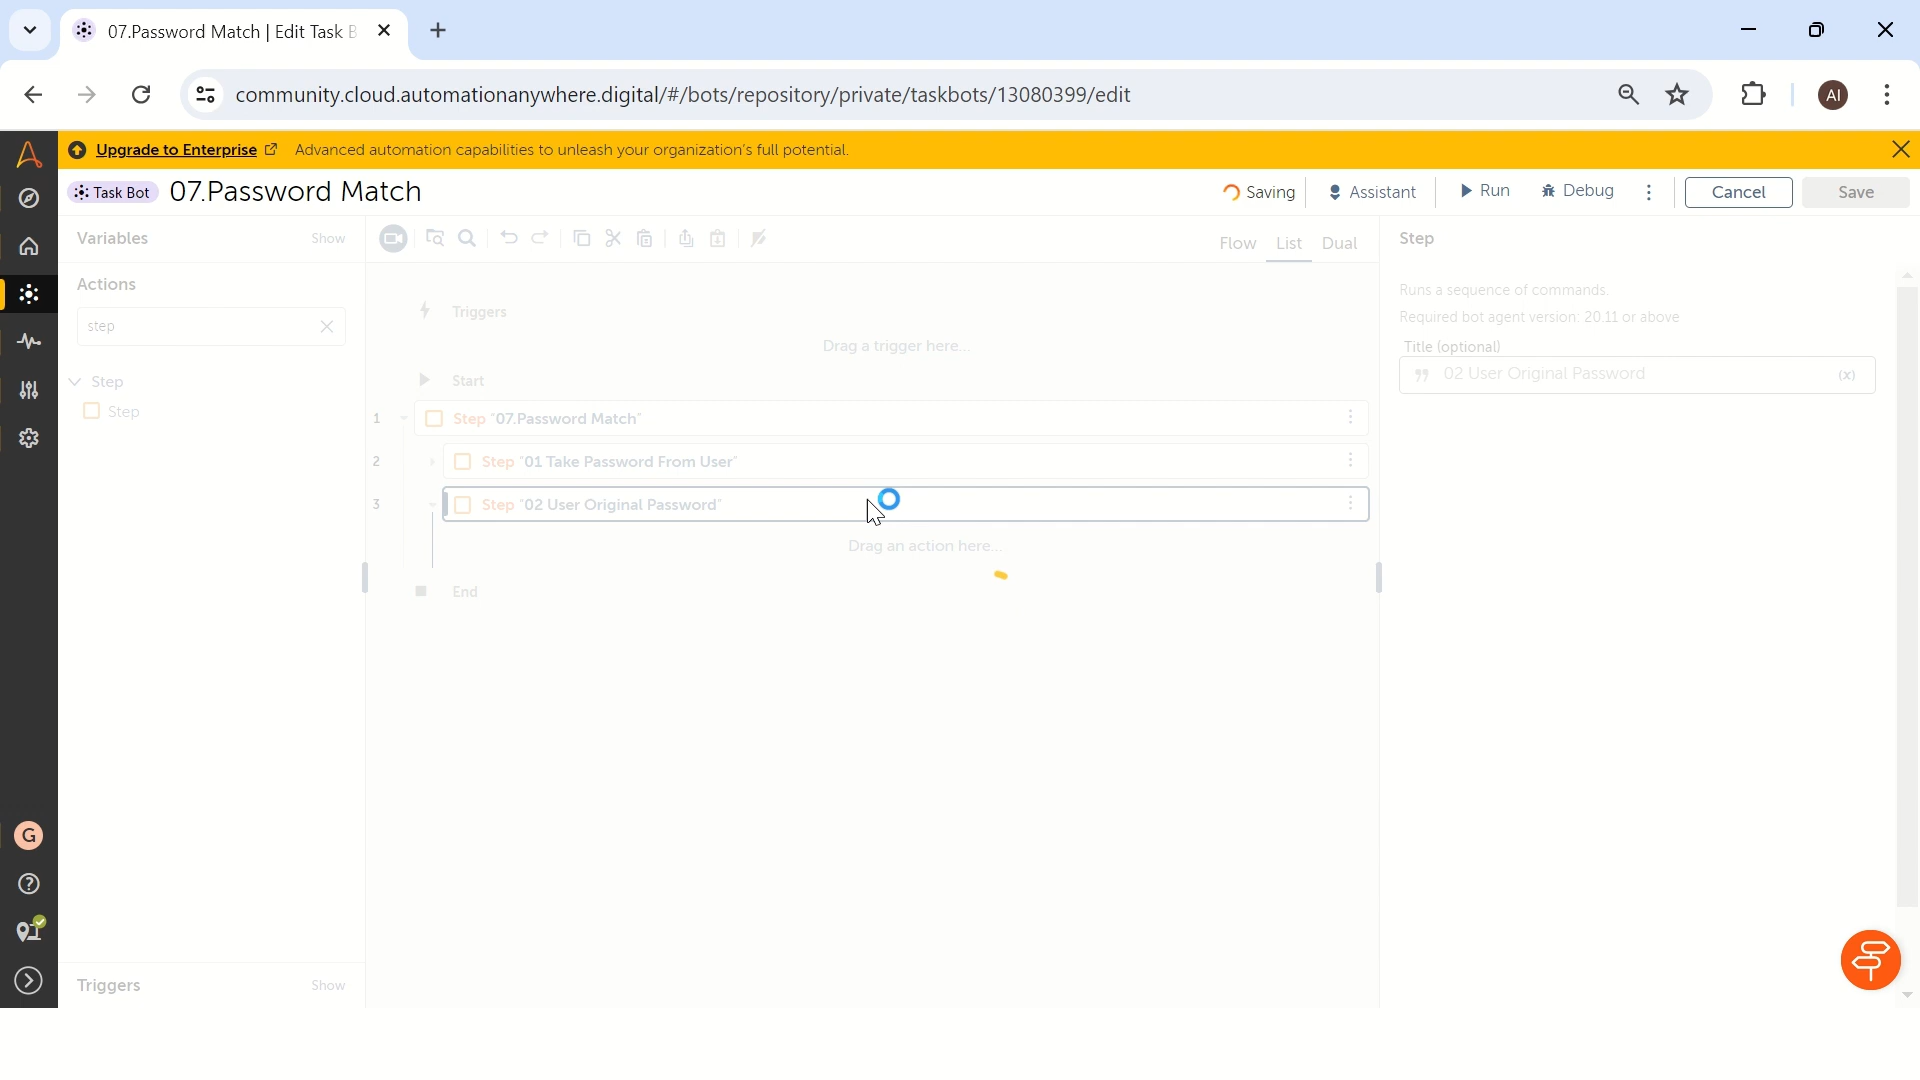 07.Password Match | Edit Task B
community.cloud.automationanywhere.digital/#/bots/repository/private/taskbots/13080399/edit
AI
Upgrade to Enterprise Advanced automation capabilities to unleash your organization's full potential.
Task Bot 07.Password Match
Saving Assistant Run Debug Cancel Save
Variables Show
Flow List Dual
Step
Actions
step
Step
Step
Triggers
Drag a trigger here...
Start
1 Step "07.Password Match"
2 Step "01 Take Password From User"
3 Step "02 User Original Password"
Drag an action here...
End
Runs a sequence of commands.
Required bot agent version: 20.11 or above
Title (optional)
02 User Original Password (x)
G
Triggers Show